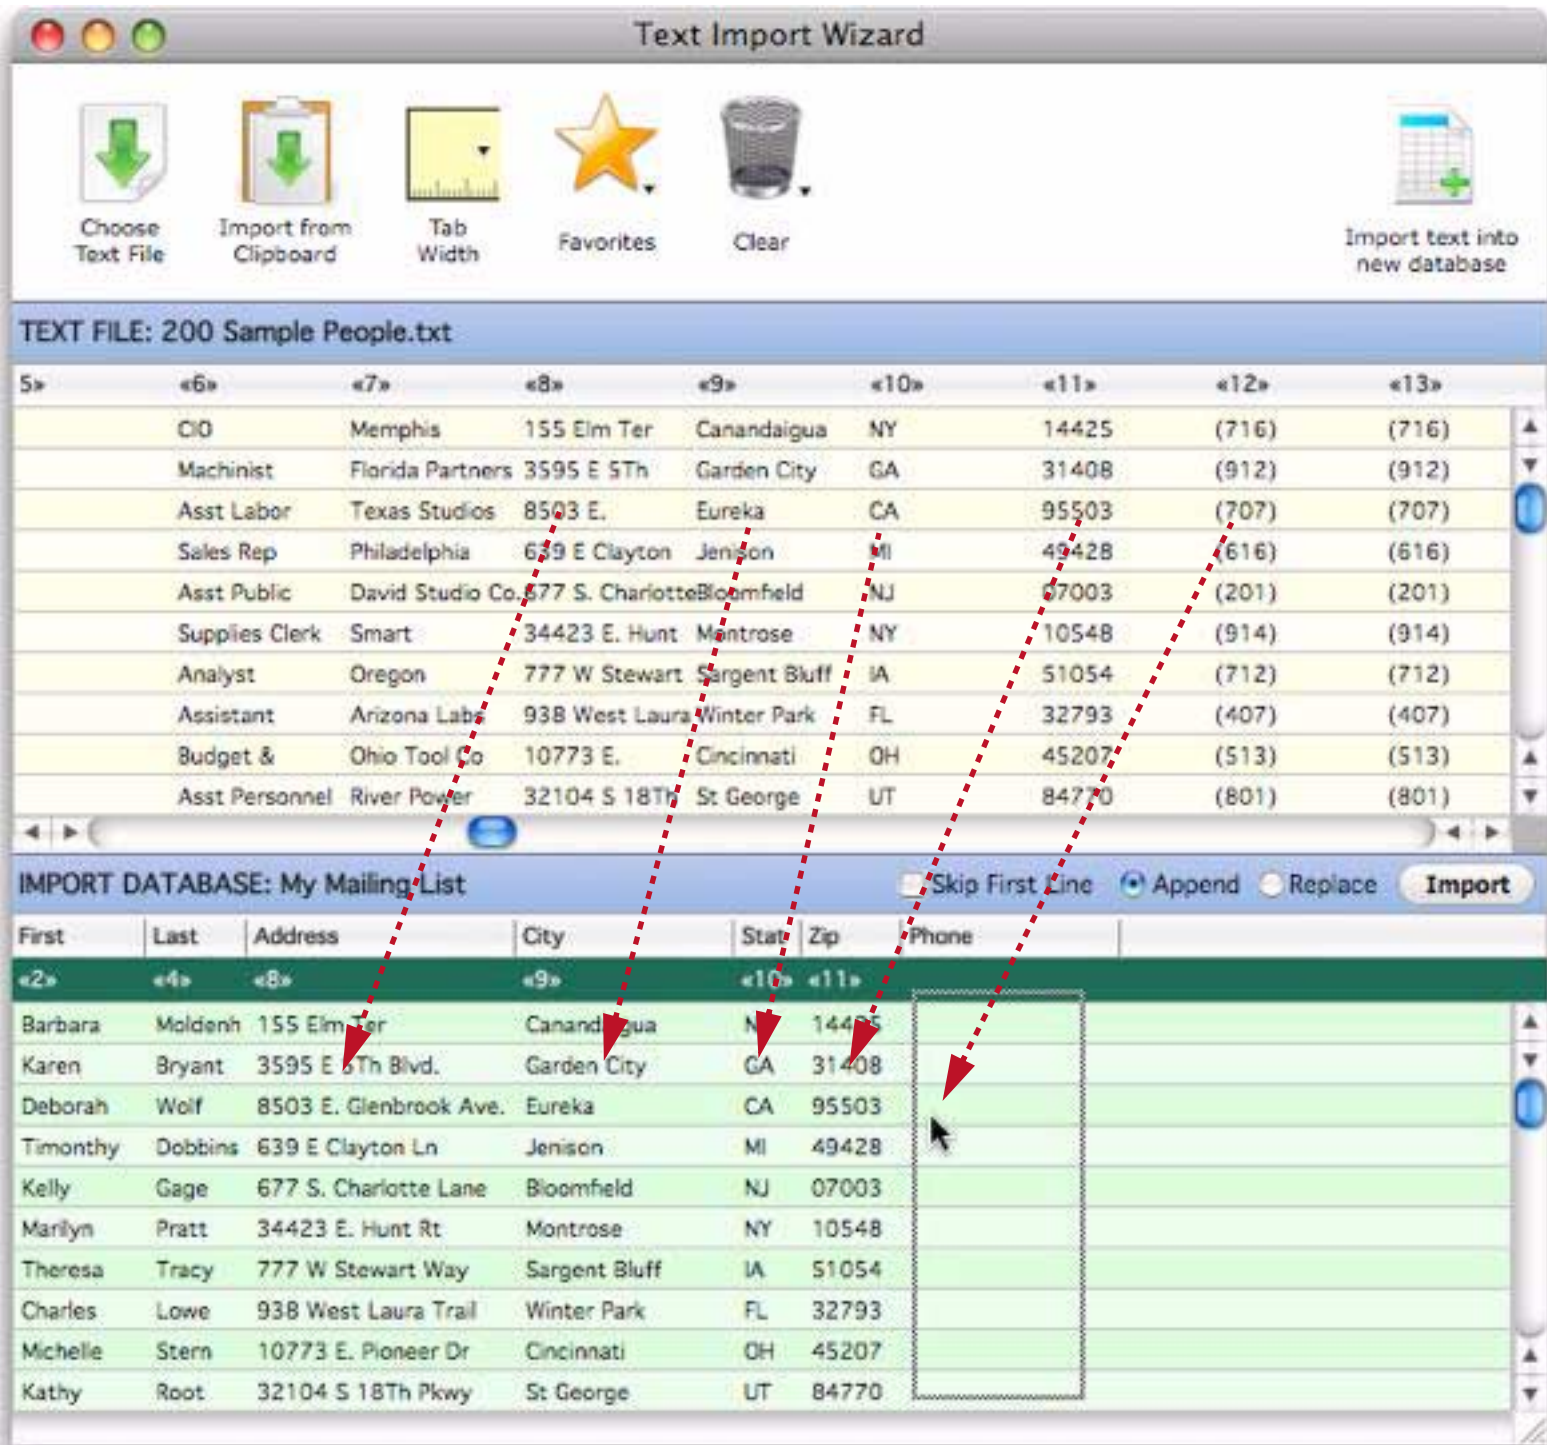 Text Import Wizard
Choose Text File
Import from Clipboard
Tab Width
Favorites
Clear
Import text into new database
TEXT FILE: 200 Sample People.txt
5» «6» «7» «8» «9» «10» «11» «12» «13»
CIO Memphis 155 Elm Ter Canandaigua NY 14425 (716) (716)
Machinist Florida Partners 3595 E 5Th Garden City GA 31408 (912) (912)
Asst Labor Texas Studios 8503 E. Eureka CA 95503 (707) (707)
Sales Rep Philadelphia 639 E Clayton Jenison MI 49428 (616) (616)
Asst Public David Studio Co. 677 S. Charlotte Bloomfield NJ 07003 (201) (201)
Supplies Clerk Smart 34423 E. Hunt Montrose NY 10548 (914) (914)
Analyst Oregon 777 W Stewart Sargent Bluff IA 51054 (712) (712)
Assistant Arizona Labs 938 West Laura Winter Park FL 32793 (407) (407)
Budget & Ohio Tool Co 10773 E. Cincinnati OH 45207 (513) (513)
Asst Personnel River Power 32104 S 18Th St George UT 84770 (801) (801)
IMPORT DATABASE: My Mailing List Skip First Line Append Replace Import
First Last Address City Stat Zip Phone
«2» «4» «8» «9» «10» «11»
Barbara Moldenh 155 Elm Ter Canandaigua NY 14425
Karen Bryant 3595 E 5Th Blvd. Garden City GA 31408
Deborah Wolf 8503 E. Glenbrook Ave. Eureka CA 95503
Timonthy Dobbins 639 E Clayton Ln Jenison MI 49428
Kelly Gage 677 S. Charlotte Lane Bloomfield NJ 07003
Marilyn Pratt 34423 E. Hunt Rt Montrose NY 10548
Theresa Tracy 777 W Stewart Way Sargent Bluff IA 51054
Charles Lowe 938 West Laura Trail Winter Park FL 32793
Michelle Stern 10773 E. Pioneer Dr Cincinnati OH 45207
Kathy Root 32104 S 18Th Pkwy St George UT 84770